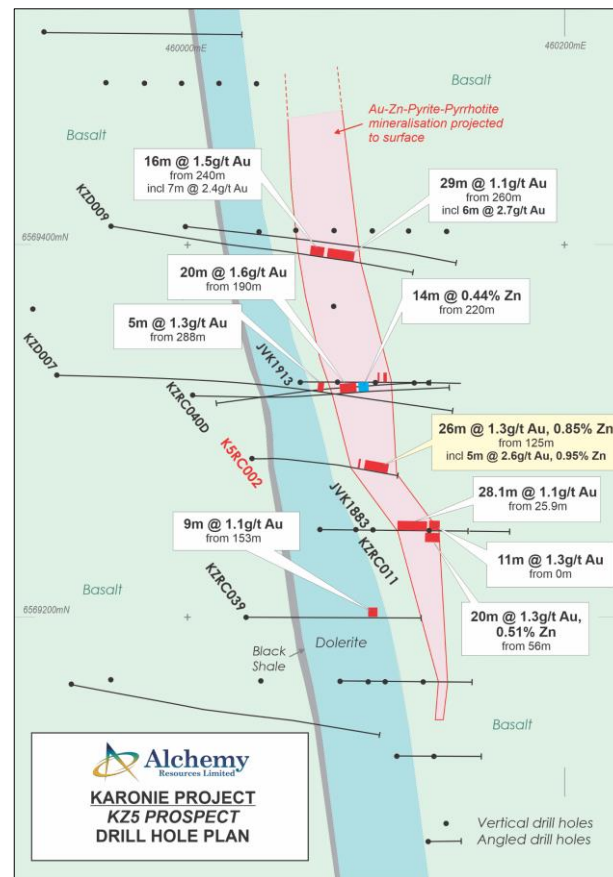 460000mE
460200mE
Basalt
Basalt
Au-Zn-Pyrite-Pyrrhotite
mineralisation projected
to surface
16m @ 1.5g/t Au
from 240m
incl 7m @ 2.4g/t Au
29m @ 1.1g/t Au
from 260m
incl 6m @ 2.7g/t Au
KZD009
6569400mN
20m @ 1.6g/t Au
from 190m
14m @ 0.44% Zn
from 220m
5m @ 1.3g/t Au
from 288m
JVK1913
KZD007
KZRC040D
K5RC002
26m @ 1.3g/t Au, 0.85% Zn
from 125m
incl 5m @ 2.6g/t Au, 0.95% Zn
28.1m @ 1.1g/t Au
from 25.9m
JVK1883
KZRC011
9m @ 1.1g/t Au
from 153m
11m @ 1.3g/t Au
from 0m
Basalt
KZRC039
20m @ 1.3g/t Au,
0.51% Zn
from 56m
6569200mN
Black
Shale
Dolerite
Basalt
Alchemy
Resources Limited
KARONIE PROJECT
KZ5 PROSPECT
DRILL HOLE PLAN
Vertical drill holes
Angled drill holes